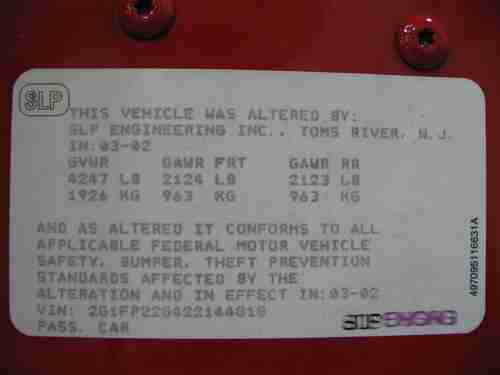 SLP
THIS VEHICLE WAS ALTERED BY:
SLP ENGINEERING INC., TOMS RIVER, N.J.
IN:03-02
GVWR GAWR FRT GAWR RR
4247 LB 2124 LB 2123 LB
1926 KG 963 KG 963 KG
AND AS ALTERED IT CONFORMS TO ALL
APPLICABLE FEDERAL MOTOR VEHICLE
SAFETY, BUMPER, THEFT PREVENTION
STANDARDS AFFECTED BY THE
ALTERATION AND IN EFFECT IN:03-02
VIN:
PASS. CAR
497095116631A